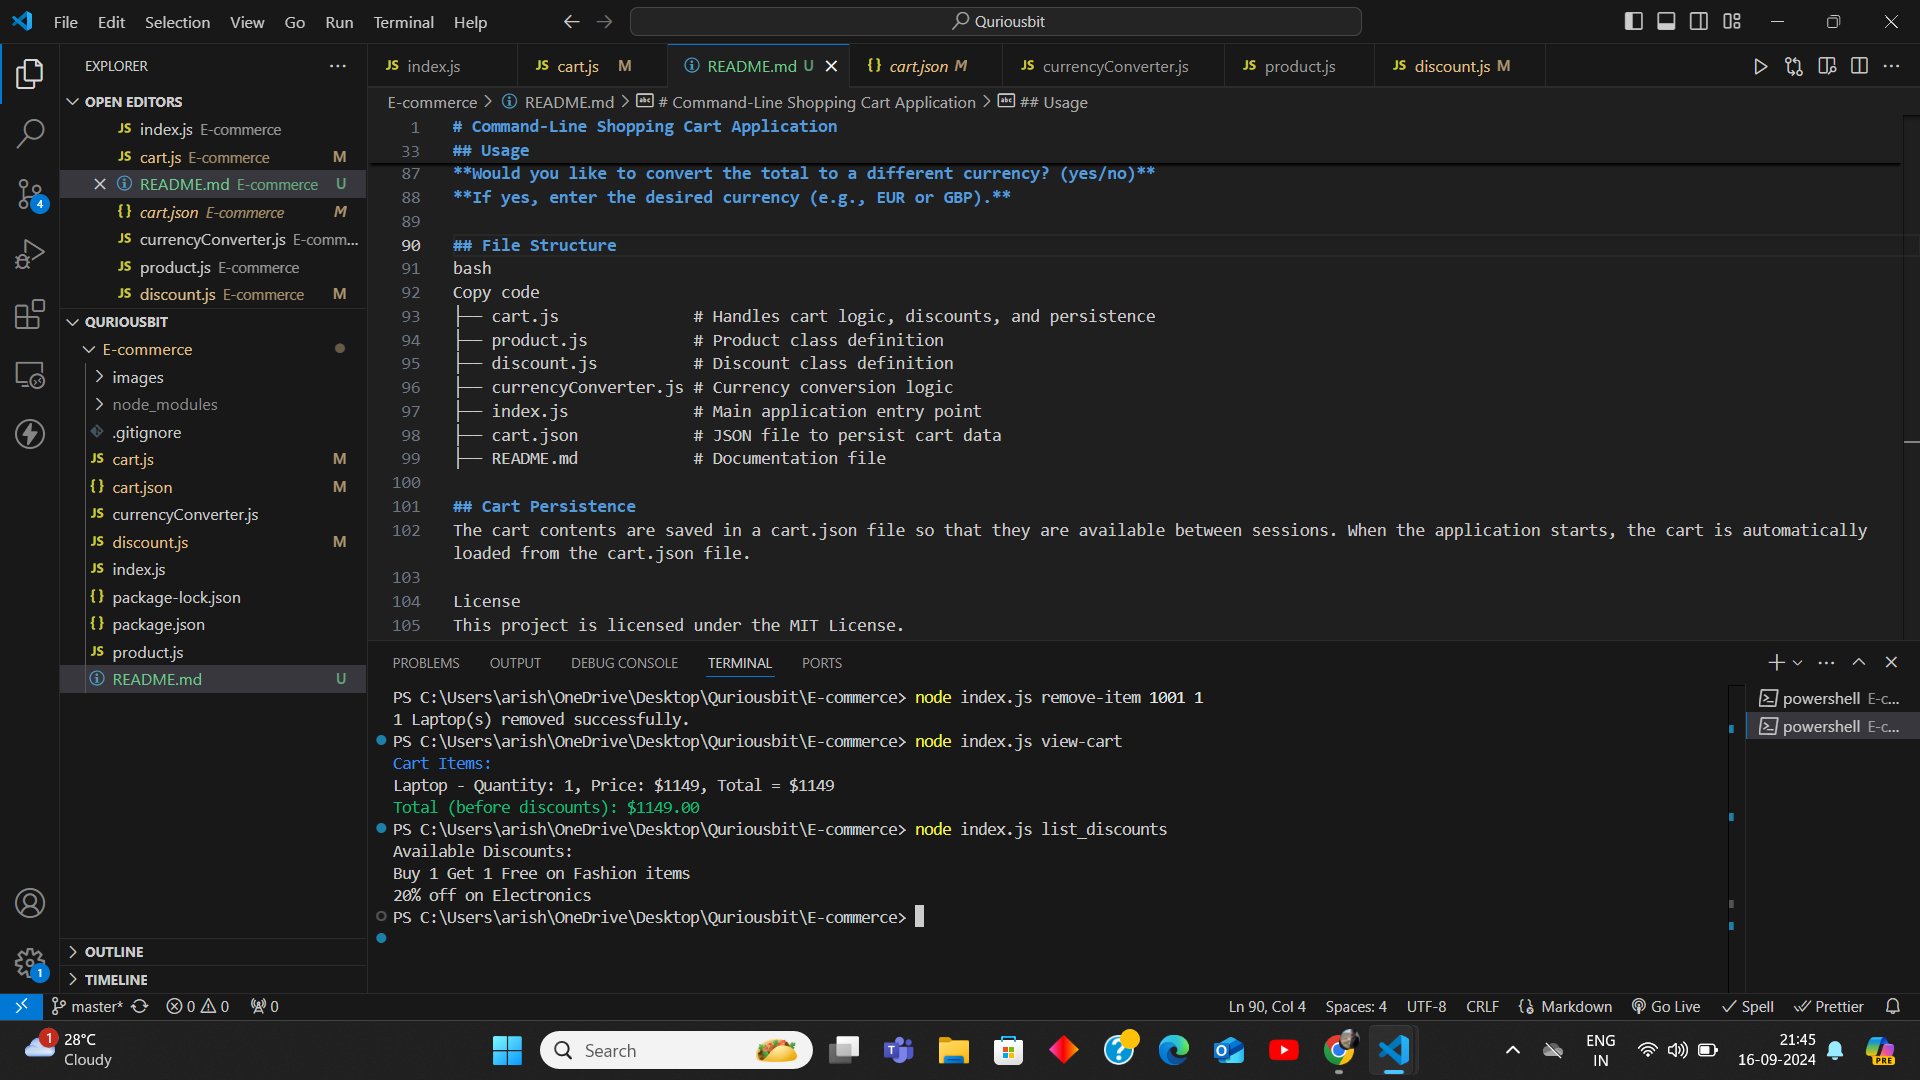 File Edit Selection View Go Run Terminal Help
Quriousbit
EXPLORER
index.js
cart.js M
README.md U
cart.json M
currencyConverter.js
product.js
discount.js M
E-commerce > README.md > # Command-Line Shopping Cart Application > ## Usage
OPEN EDITORS
index.js E-commerce
cart.js E-commerce M
README.md E-commerce U
cart.json E-commerce M
currencyConverter.js E-comm...
product.js E-commerce
discount.js E-commerce M
QURIOUSBIT
E-commerce
images
node_modules
.gitignore
cart.js M
cart.json M
currencyConverter.js
discount.js M
index.js
package-lock.json
package.json
product.js
README.md U
OUTLINE
TIMELINE
4
1
1 # Command-Line Shopping Cart Application
33 ## Usage
87 **Would you like to convert the total to a different currency? (yes/no)**
88 **If yes, enter the desired currency (e.g., EUR or GBP).**
89
90 ## File Structure
91 bash
92 Copy code
93 ├── cart.js # Handles cart logic, discounts, and persistence
94 ├── product.js # Product class definition
95 ├── discount.js # Discount class definition
96 ├── currencyConverter.js # Currency conversion logic
97 ├── index.js # Main application entry point
98 ├── cart.json # JSON file to persist cart data
99 ├── README.md # Documentation file
100
101 ## Cart Persistence
102 The cart contents are saved in a cart.json file so that they are available between sessions. When the application starts, the cart is automatically
loaded from the cart.json file.
103
104 License
105 This project is licensed under the MIT License.
PROBLEMS OUTPUT DEBUG CONSOLE TERMINAL PORTS
PS C:\Users\arish\OneDrive\Desktop\Quriousbit\E-commerce> node index.js remove-item 1001 1
1 Laptop(s) removed successfully.
PS C:\Users\arish\OneDrive\Desktop\Quriousbit\E-commerce> node index.js view-cart
Cart Items:
Laptop - Quantity: 1, Price: $1149, Total = $1149
Total (before discounts): $1149.00
PS C:\Users\arish\OneDrive\Desktop\Quriousbit\E-commerce> node index.js list_discounts
Available Discounts:
Buy 1 Get 1 Free on Fashion items
20% off on Electronics
PS C:\Users\arish\OneDrive\Desktop\Quriousbit\E-commerce>
powershell E-c...
powershell E-c...
master* 0 0 0
Ln 90, Col 4 Spaces: 4 UTF-8 CRLF Markdown Go Live Spell Prettier
1
28°C
Cloudy
Search
ENG
IN
21:45
16-09-2024
PRE